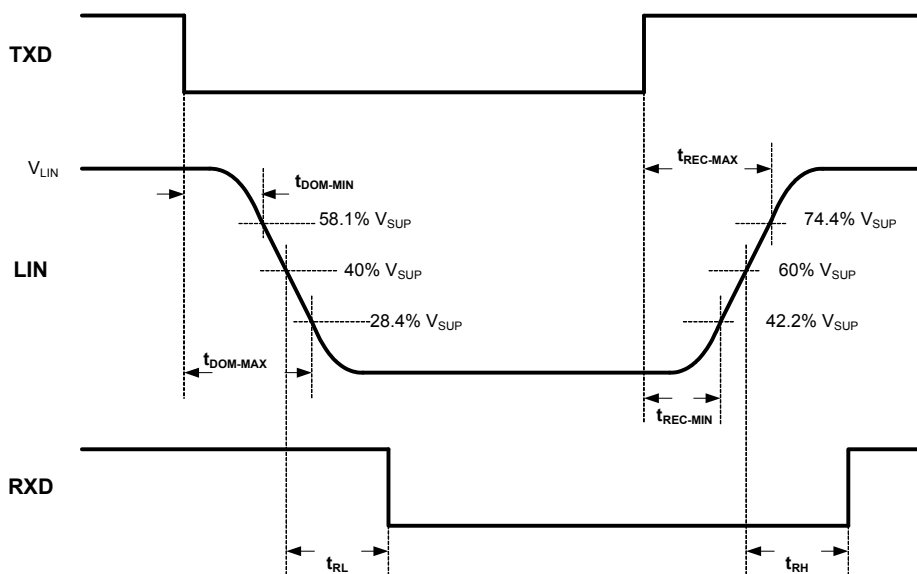 TXD
V_LIN
t_DOM-MIN
t_REC-MAX
58.1% V_SUP
74.4% V_SUP
LIN
40% V_SUP
60% V_SUP
28.4% V_SUP
42.2% V_SUP
t_DOM-MAX
t_REC-MIN
RXD
t_RL
t_RH